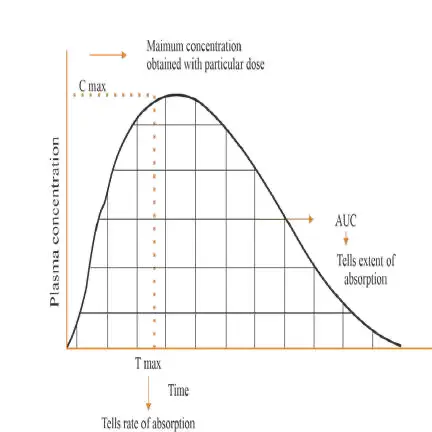 Maimum concentration
obtained with particular dose
C max
Plasma concentration
AUC
Tells extent of
absorption
T max
Time
Tells rate of absorption